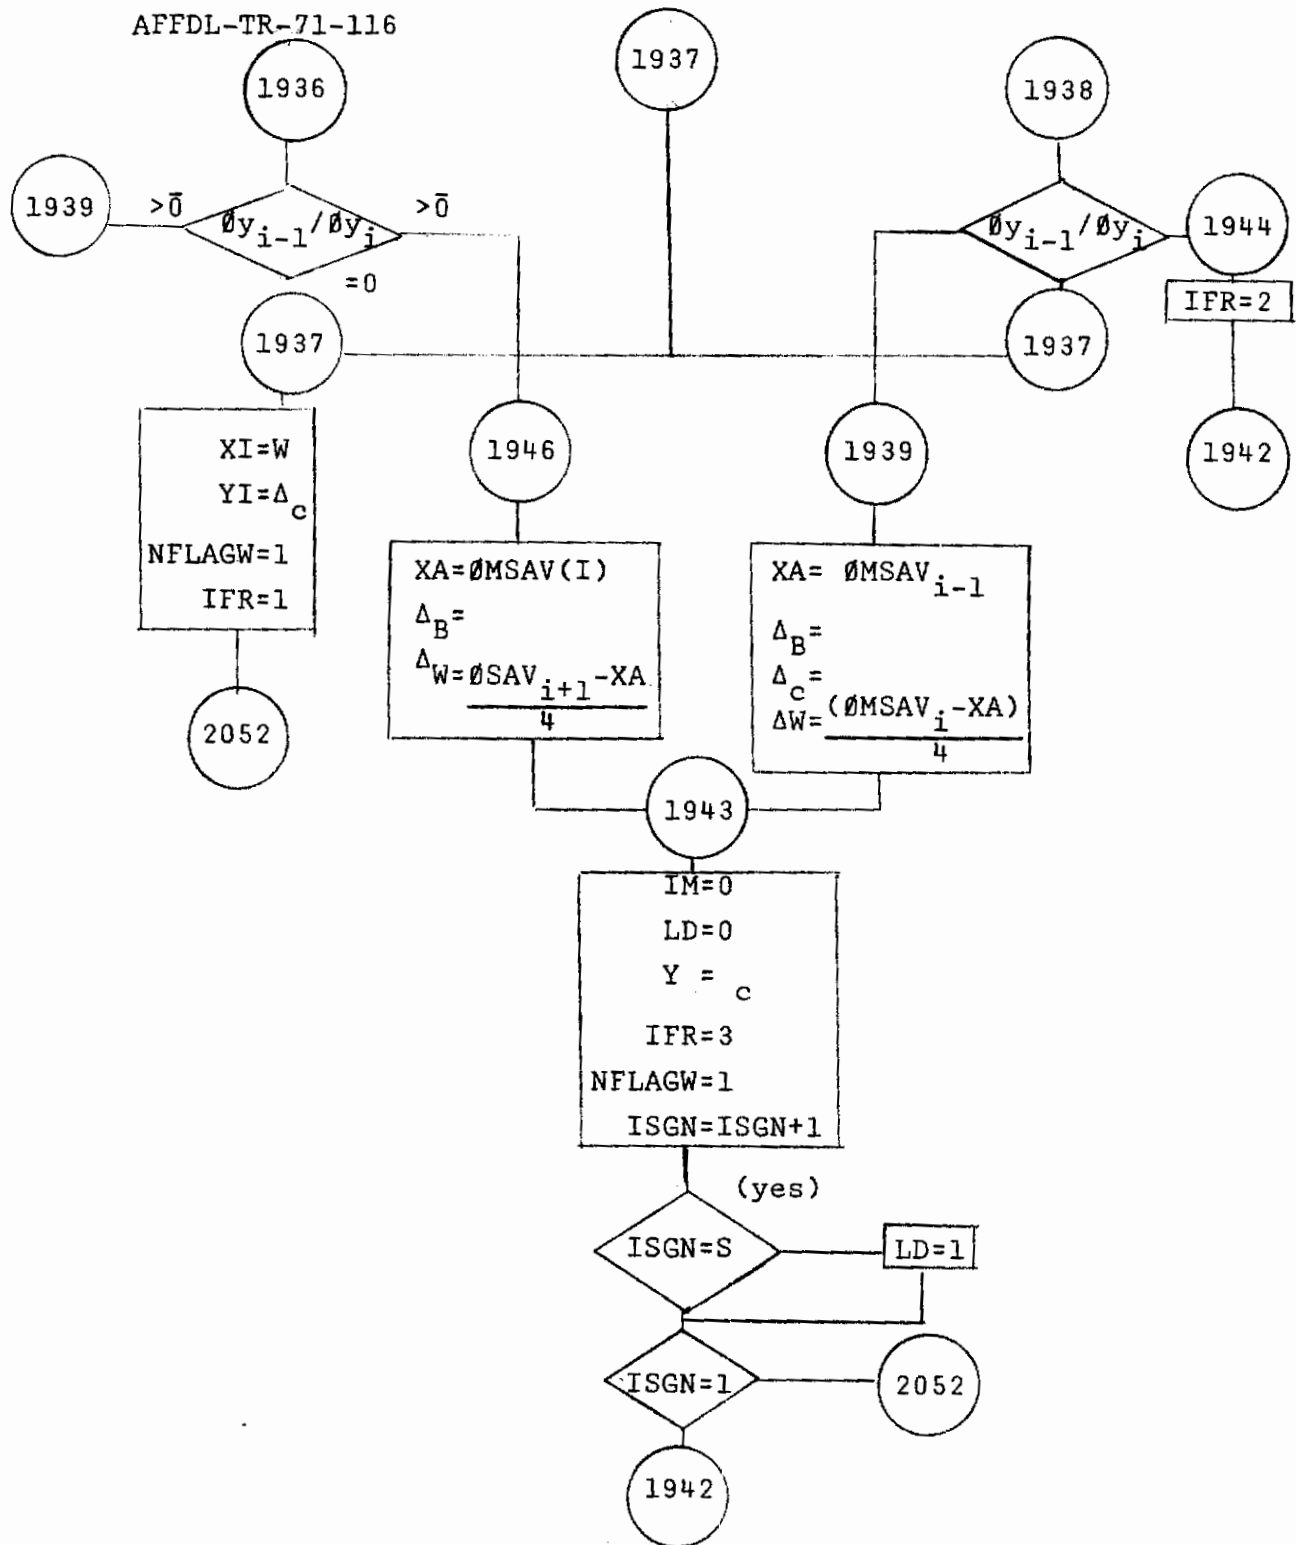 AFFDL-TR-71-116
1936
1937
1938
1939
>0̄
Øy_{i-1}/Øy_i
>0̄
=0
Øy_{i-1}/Øy_i
1944
IFR=2
1937
1937
1946
1939
1942
XI=W
YI=Δ_c
NFLAGW=1
IFR=1
2052
XA=ØMSAV(I)
Δ_B=
Δ_W=ØSAV_{i+1}-XA
4
XA= ØMSAV_{i-1}
Δ_B=
Δ_c=
ΔW=(ØMSAV_i-XA)
4
1943
IM=0
LD=0
Y = _c
IFR=3
NFLAGW=1
ISGN=ISGN+1
(yes)
ISGN=S
LD=1
ISGN=1
2052
1942